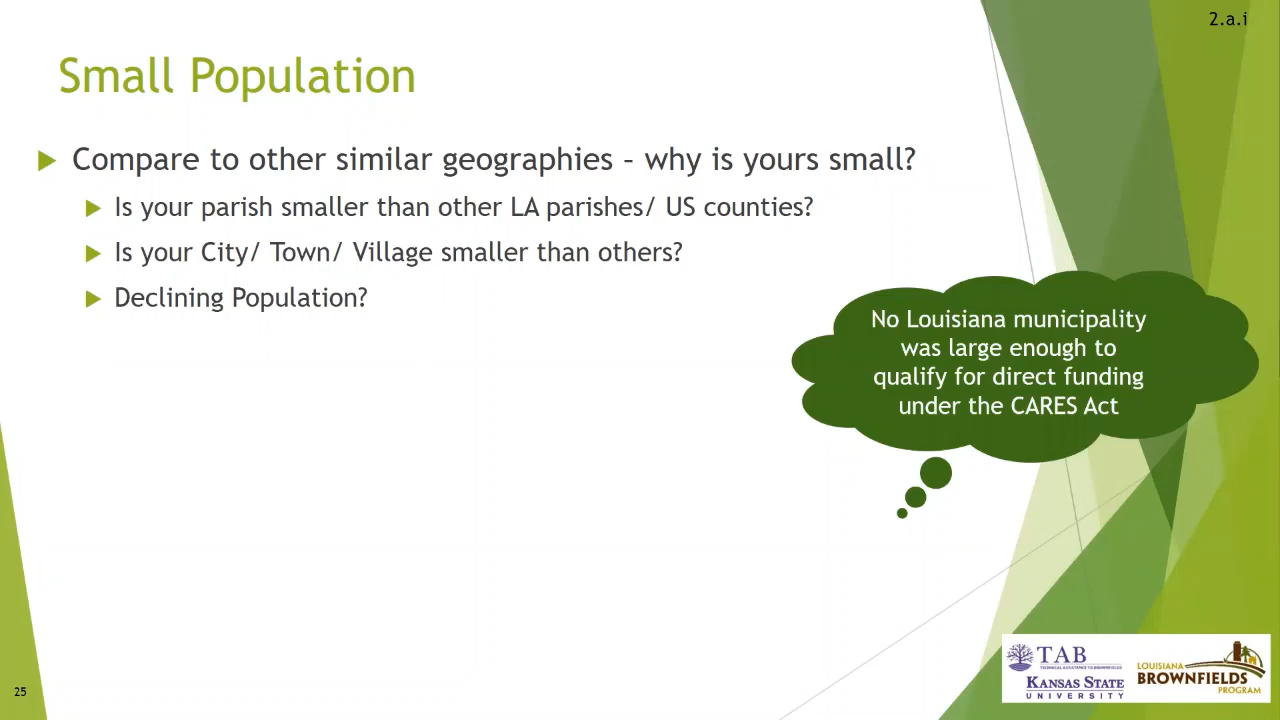 2.a.i
Small Population
Compare to other similar geographies – why is yours small?
Is your parish smaller than other LA parishes/ US counties?
Is your City/ Town/ Village smaller than others?
Declining Population?
No Louisiana municipality
was large enough to
qualify for direct funding
under the CARES Act
TAB
TECHNICAL ASSISTANCE TO BROWNFIELDS
KANSAS STATE
UNIVERSITY
LOUISIANA
BROWNFIELDS
PROGRAM
25